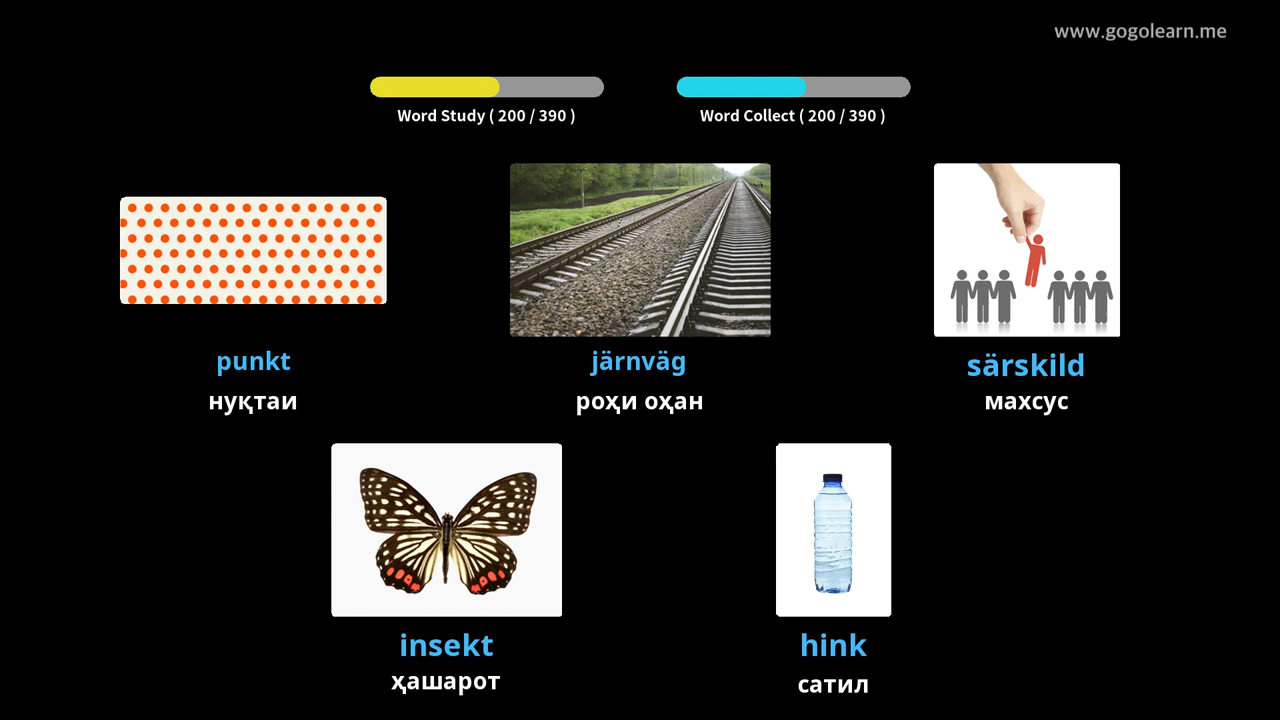 www.gogolearn.me
Word Study ( 200 / 390 )
Word Collect ( 200 / 390 )
punkt
нуқтаи
järnväg
роҳи оҳан
särskild
махсус
insekt
ҳашарот
hink
сатил